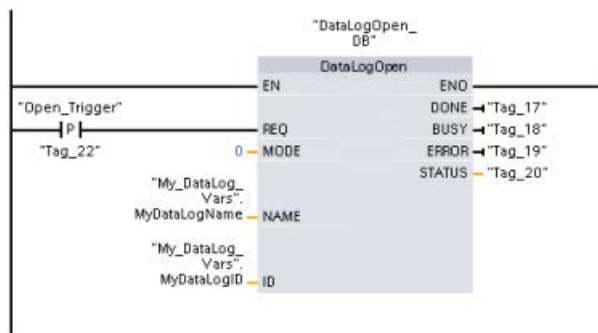 "DataLogOpen_
DB"
DataLogOpen
EN ENO
"Open_Trigger" DONE "Tag_17"
P REQ BUSY "Tag_18"
"Tag_22" 0 MODE ERROR "Tag_19"
STATUS "Tag_20"
"My_DataLog_
Vars".
MyDataLogName NAME
"My_DataLog_
Vars".
MyDataLogID ID